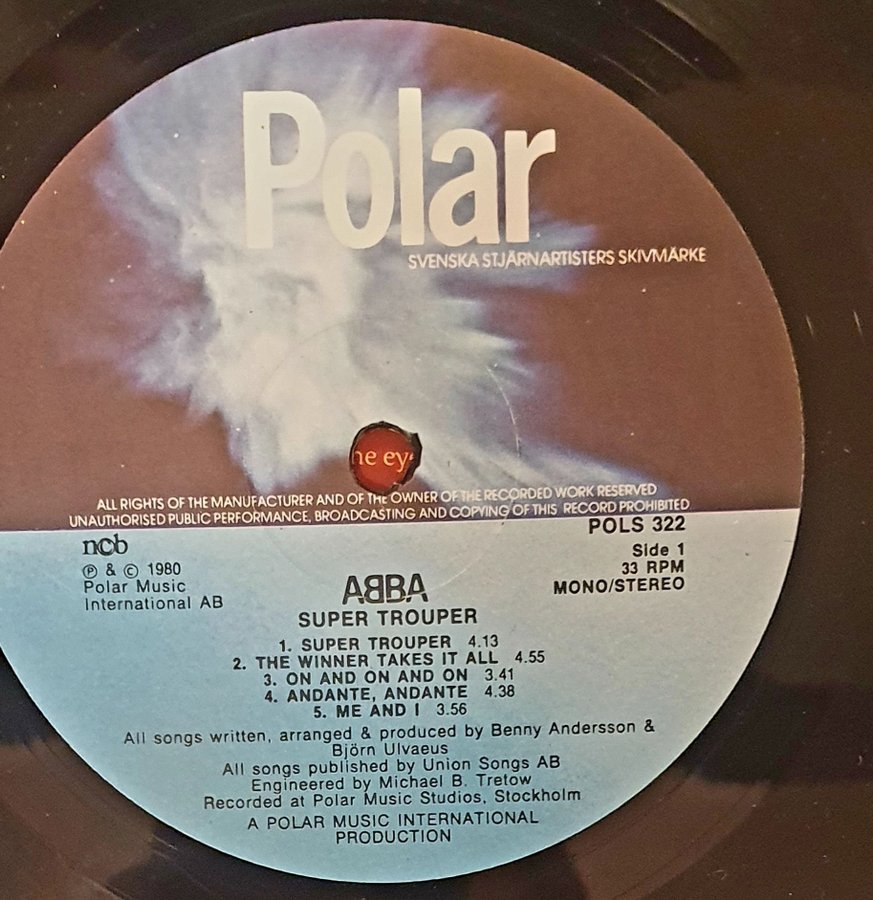 Polar
SVENSKA STJÄRNARTISTERS SKIVMÄRKE
he ey
ALL RIGHTS OF THE MANUFACTURER AND OF THE OWNER OF THE RECORDED WORK RESERVED
UNAUTHORISED PUBLIC PERFORMANCE, BROADCASTING AND COPYING OF THIS RECORD PROHIBITED
ncb
℗ & © 1980
Polar Music
International AB
POLS 322
Side 1
33 RPM
MONO/STEREO
ABBA
SUPER TROUPER
1. SUPER TROUPER 4.13
2. THE WINNER TAKES IT ALL 4.55
3. ON AND ON AND ON 3.41
4. ANDANTE, ANDANTE 4.38
5. ME AND I 3.56
All songs written, arranged & produced by Benny Andersson &
Björn Ulvaeus
All songs published by Union Songs AB
Engineered by Michael B. Tretow
Recorded at Polar Music Studios, Stockholm
A POLAR MUSIC INTERNATIONAL
PRODUCTION